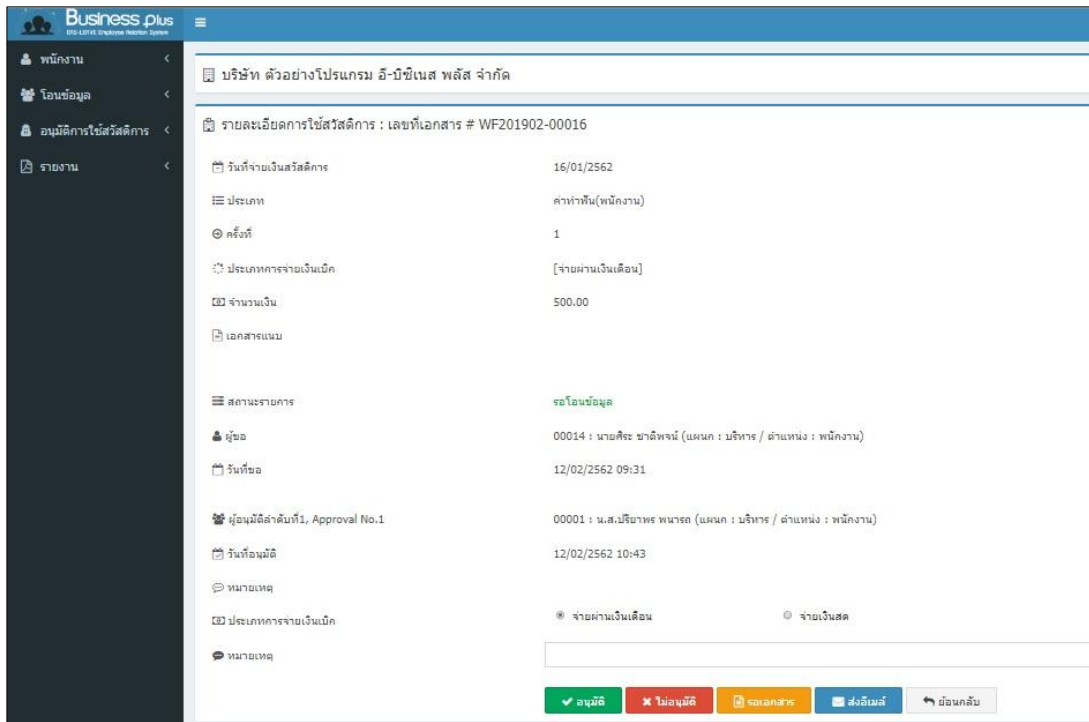 Business Plus
ERS-E.DRIVE Employee Relation System
พนักงาน
โอนข้อมูล
อนุมัติการใช้สวัสดิการ
รายงาน
บริษัท ตัวอย่างโปรแกรม อี-บิซิเนส พลัส จำกัด
รายละเอียดการใช้สวัสดิการ : เลขที่เอกสาร # WF201902-00016
วันที่จ่ายเงินสวัสดิการ 16/01/2562
ประเภท ค่าทำฟัน(พนักงาน)
ครั้งที่ 1
ประเภทการจ่ายเงินเบิก [จ่ายผ่านเงินเดือน]
จำนวนเงิน 500.00
เอกสารแนบ
สถานะรายการ รอโอนข้อมูล
ผู้ขอ 00014 : นายศิระ ชาติพจน์ (แผนก : บริหาร / ตำแหน่ง : พนักงาน)
วันที่ขอ 12/02/2562 09:31
ผู้อนุมัติลำดับที่1, Approval No.1 00001 : น.ส.ปริยาพร พนารถ (แผนก : บริหาร / ตำแหน่ง : พนักงาน)
วันที่อนุมัติ 12/02/2562 10:43
หมายเหตุ
ประเภทการจ่ายเงินเบิก จ่ายผ่านเงินเดือน จ่ายเงินสด
หมายเหตุ
อนุมัติ ไม่อนุมัติ รอเอกสาร ส่งอีเมล์ ย้อนกลับ